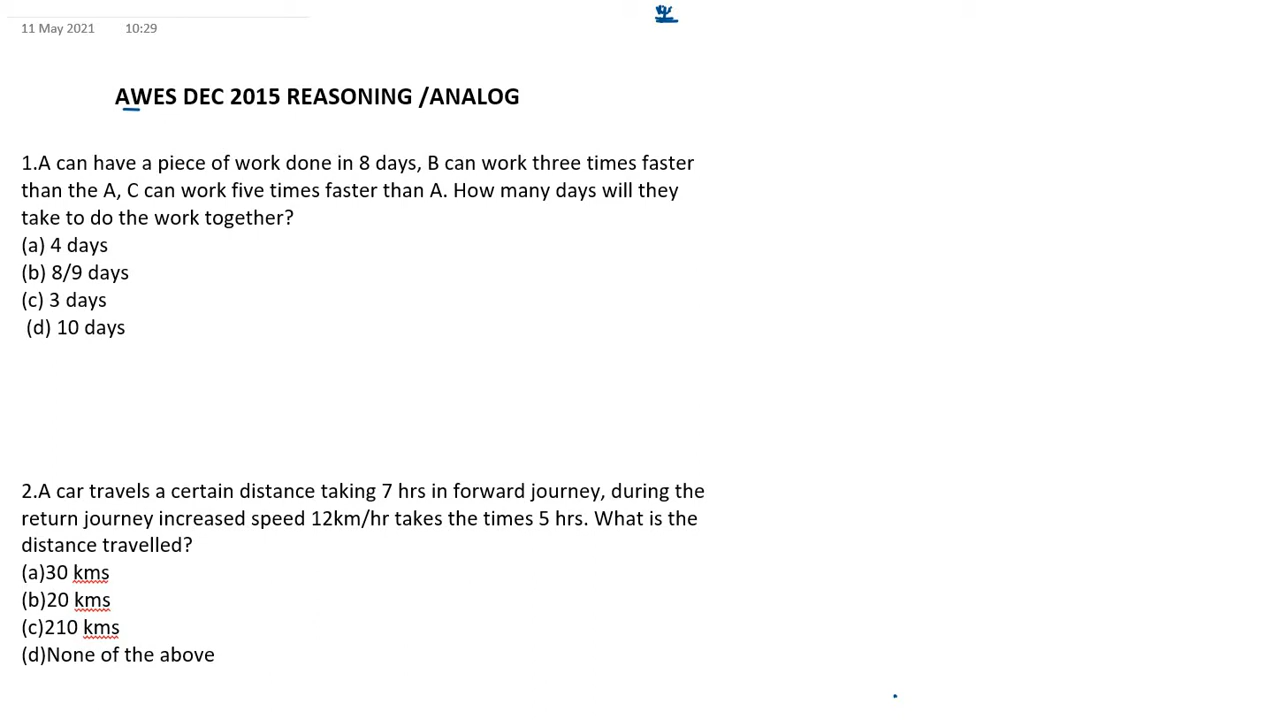 11 May 2021 10:29
AWES DEC 2015 REASONING /ANALOG
1.A can have a piece of work done in 8 days, B can work three times faster
than the A, C can work five times faster than A. How many days will they
take to do the work together?
(a) 4 days
(b) 8/9 days
(c) 3 days
(d) 10 days
2.A car travels a certain distance taking 7 hrs in forward journey, during the
return journey increased speed 12km/hr takes the times 5 hrs. What is the
distance travelled?
(a)30 kms
(b)20 kms
(c)210 kms
(d)None of the above